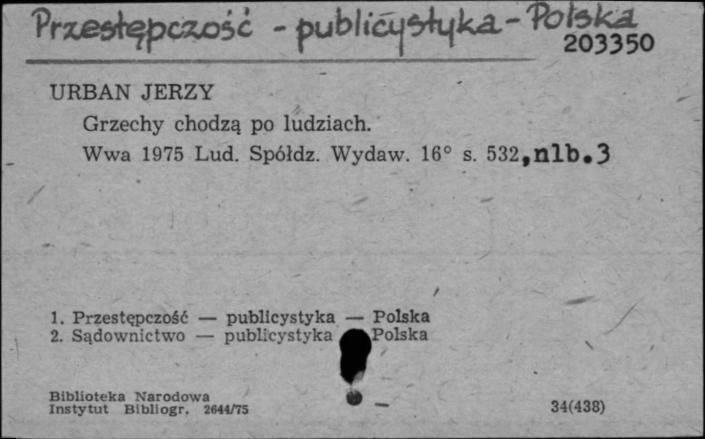 Przestępczość - publicystyka - Polska
203350
URBAN JERZY
Grzechy chodzą po ludziach.
Wwa 1975 Lud. Spółdz. Wydaw. 16° s. 532,nlb.3
1. Przestępczość — publicystyka — Polska
2. Sądownictwo — publicystyka Polska
Biblioteka Narodowa
Instytut Bibliogr. 2644/75
34(438)